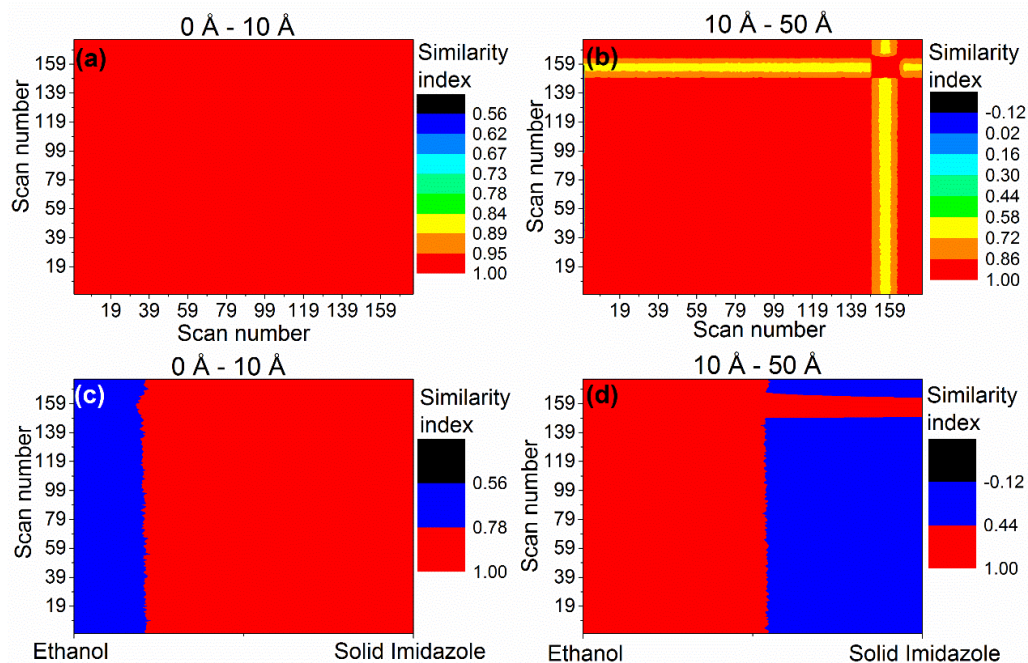 0 Å - 10 Å
(a)
Similarity
index
0.56
0.62
0.67
0.73
0.78
0.84
0.89
0.95
1.00
Scan number
159
139
119
99
79
59
39
19
19 39 59 79 99 119 139 159
Scan number
10 Å - 50 Å
(b)
Similarity
index
-0.12
0.02
0.16
0.30
0.44
0.58
0.72
0.86
1.00
Scan number
159
139
119
99
79
59
39
19
19 39 59 79 99 119 139 159
Scan number
0 Å - 10 Å
(c)
Similarity
index
0.56
0.78
1.00
Scan number
159
139
119
99
79
59
39
19
Ethanol Solid Imidazole
10 Å - 50 Å
(d)
Similarity
index
-0.12
0.44
1.00
Scan number
159
139
119
99
79
59
39
19
Ethanol Solid Imidazole